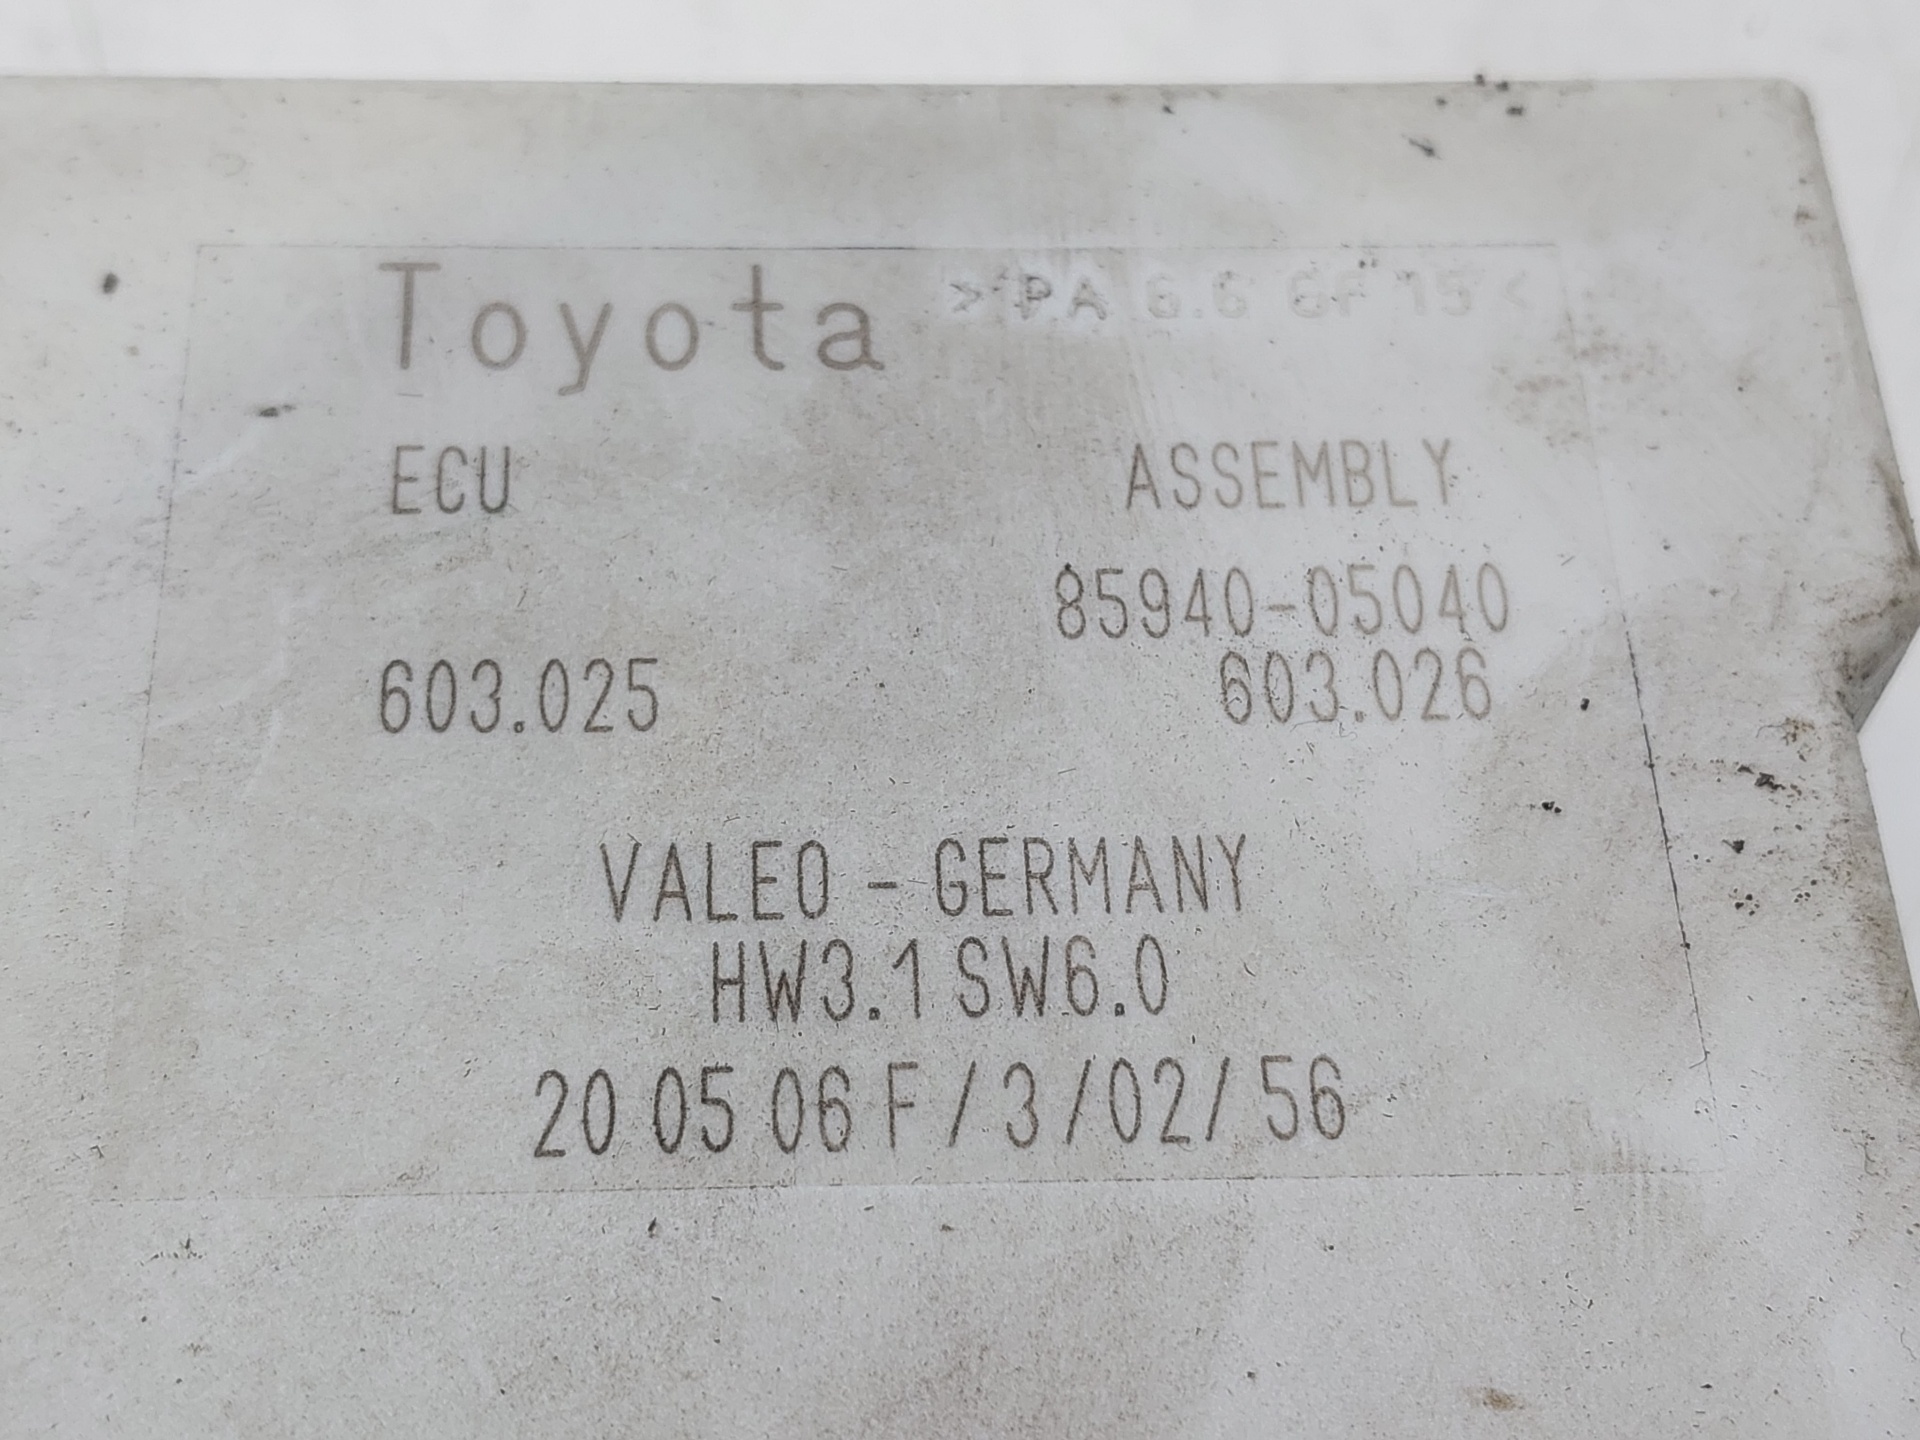 Toyota >PA 6.6 GF 15<
ECU ASSEMBLY
85940-05040
603.025 603.026
VALEO - GERMANY
HW3.1 SW6.0
20 05 06 F / 3 / 02 / 56